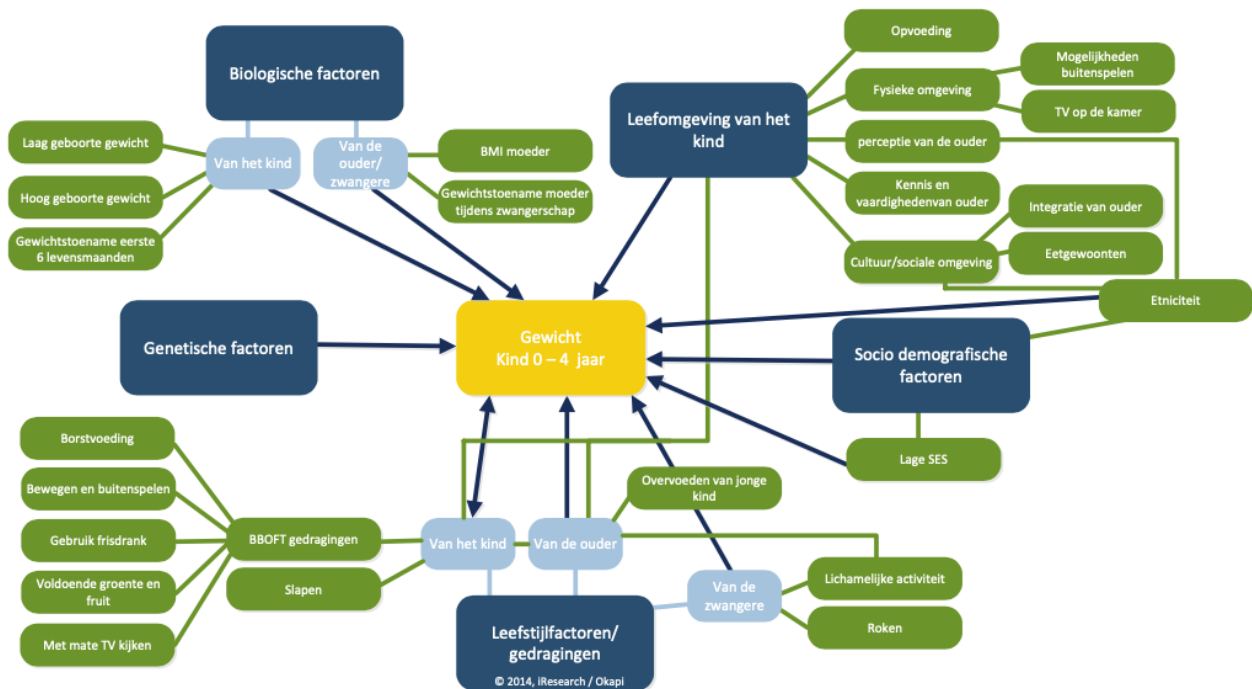 Biologische factoren
Van het kind
Van de
ouder/
zwangere
Laag geboorte gewicht
Hoog geboorte gewicht
Gewichtstoename eerste
6 levensmaanden
BMI moeder
Gewichtstoename moeder
tijdens zwangerschap
Leefomgeving van het
kind
Opvoeding
Fysieke omgeving
Mogelijkheden
buitenspelen
TV op de kamer
perceptie van de ouder
Kennis en
vaardighedenvan ouder
Cultuur/sociale omgeving
Integratie van ouder
Eetgewoonten
Etniciteit
Genetische factoren
Gewicht
Kind 0 – 4 jaar
Socio demografische
factoren
Lage SES
Borstvoeding
Bewegen en buitenspelen
Gebruik frisdrank
Voldoende groente en
fruit
Met mate TV kijken
BBOFT gedragingen
Slapen
Van het kind
Van de ouder
Overvoeden van jonge
kind
Van de
zwangere
Lichamelijke activiteit
Roken
Leefstijlfactoren/
gedragingen
© 2014, iResearch / Okapi